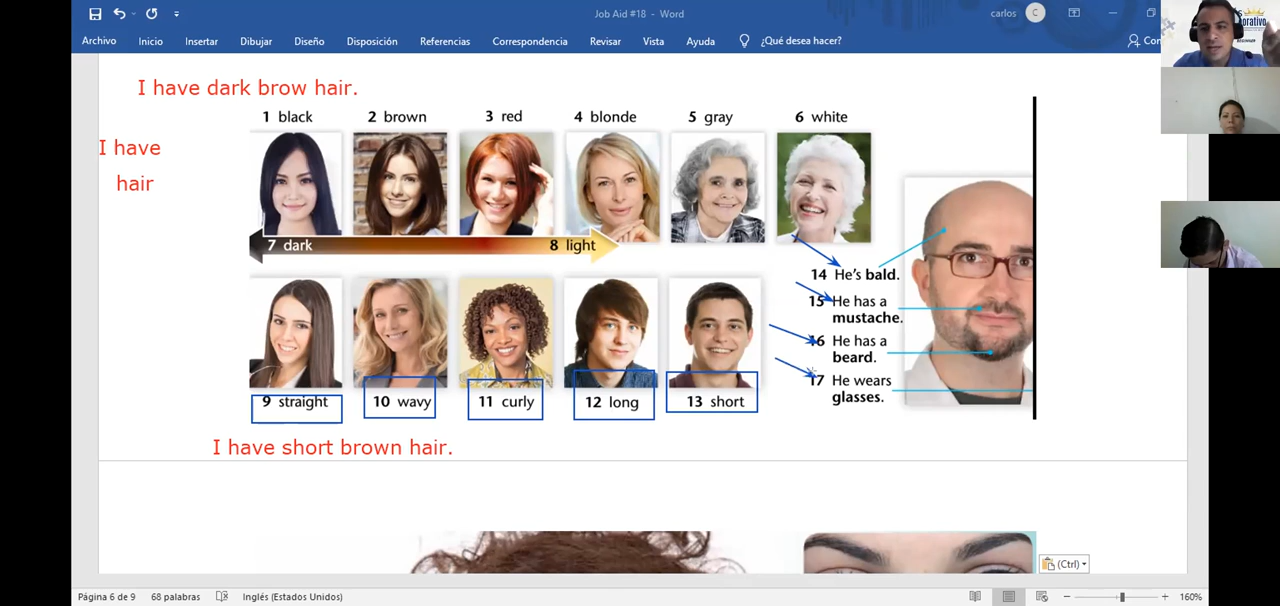 Job Aid #18 - Word
carlos
C
Archivo Inicio Insertar Dibujar Diseño Disposición Referencias Correspondencia Revisar Vista Ayuda ¿Qué desea hacer?
I have dark brow hair.
1 black 2 brown 3 red 4 blonde 5 gray 6 white
I have
hair
7 dark 8 light
14 He's bald.
15 He has a
mustache.
16 He has a
beard.
17 He wears
glasses.
9 straight 10 wavy 11 curly 12 long 13 short
I have short brown hair.
(Ctrl)
Página 6 de 9 68 palabras Inglés (Estados Unidos) 160%